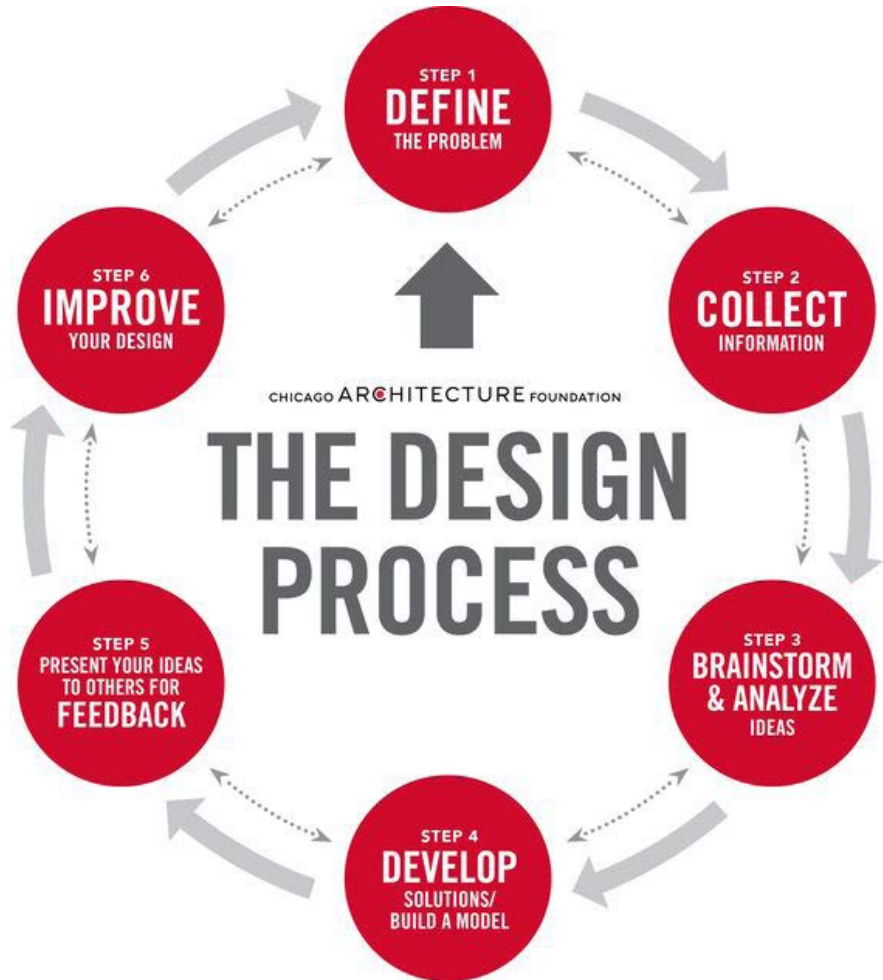 STEP 1
DEFINE
THE PROBLEM
STEP 2
COLLECT
INFORMATION
STEP 3
BRAINSTORM
& ANALYZE
IDEAS
STEP 4
DEVELOP
SOLUTIONS/
BUILD A MODEL
STEP 5
PRESENT YOUR IDEAS
TO OTHERS FOR
FEEDBACK
STEP 6
IMPROVE
YOUR DESIGN
CHICAGO ARCHITECTURE FOUNDATION
THE DESIGN
PROCESS